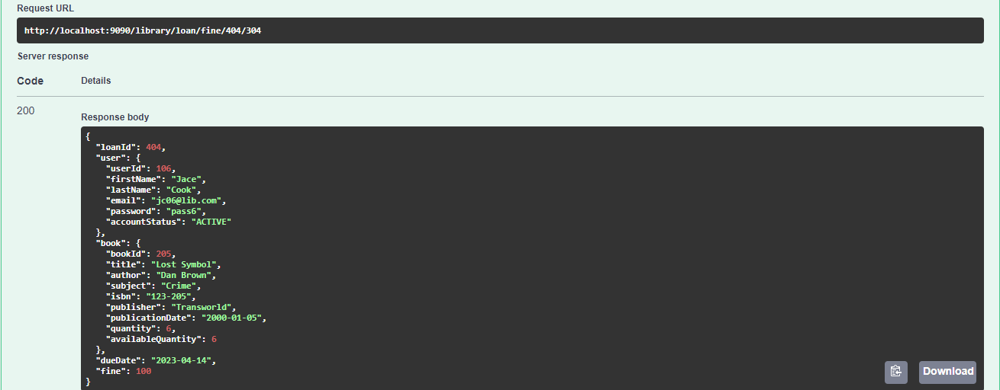 Request URL
http://localhost:9090/library/loan/fine/404/304
Server response
Code Details
200
Response body
{
  "loanId": 404,
  "user": {
    "userId": 106,
    "firstName": "Jace",
    "lastName": "Cook",
    "email": "jc06@lib.com",
    "password": "pass6",
    "accountStatus": "ACTIVE"
  },
  "book": {
    "bookId": 205,
    "title": "Lost Symbol",
    "author": "Dan Brown",
    "subject": "Crime",
    "isbn": "123-205",
    "publisher": "Transworld",
    "publicationDate": "2000-01-05",
    "quantity": 6,
    "availableQuantity": 6
  },
  "dueDate": "2023-04-14",
  "fine": 100
}
Download